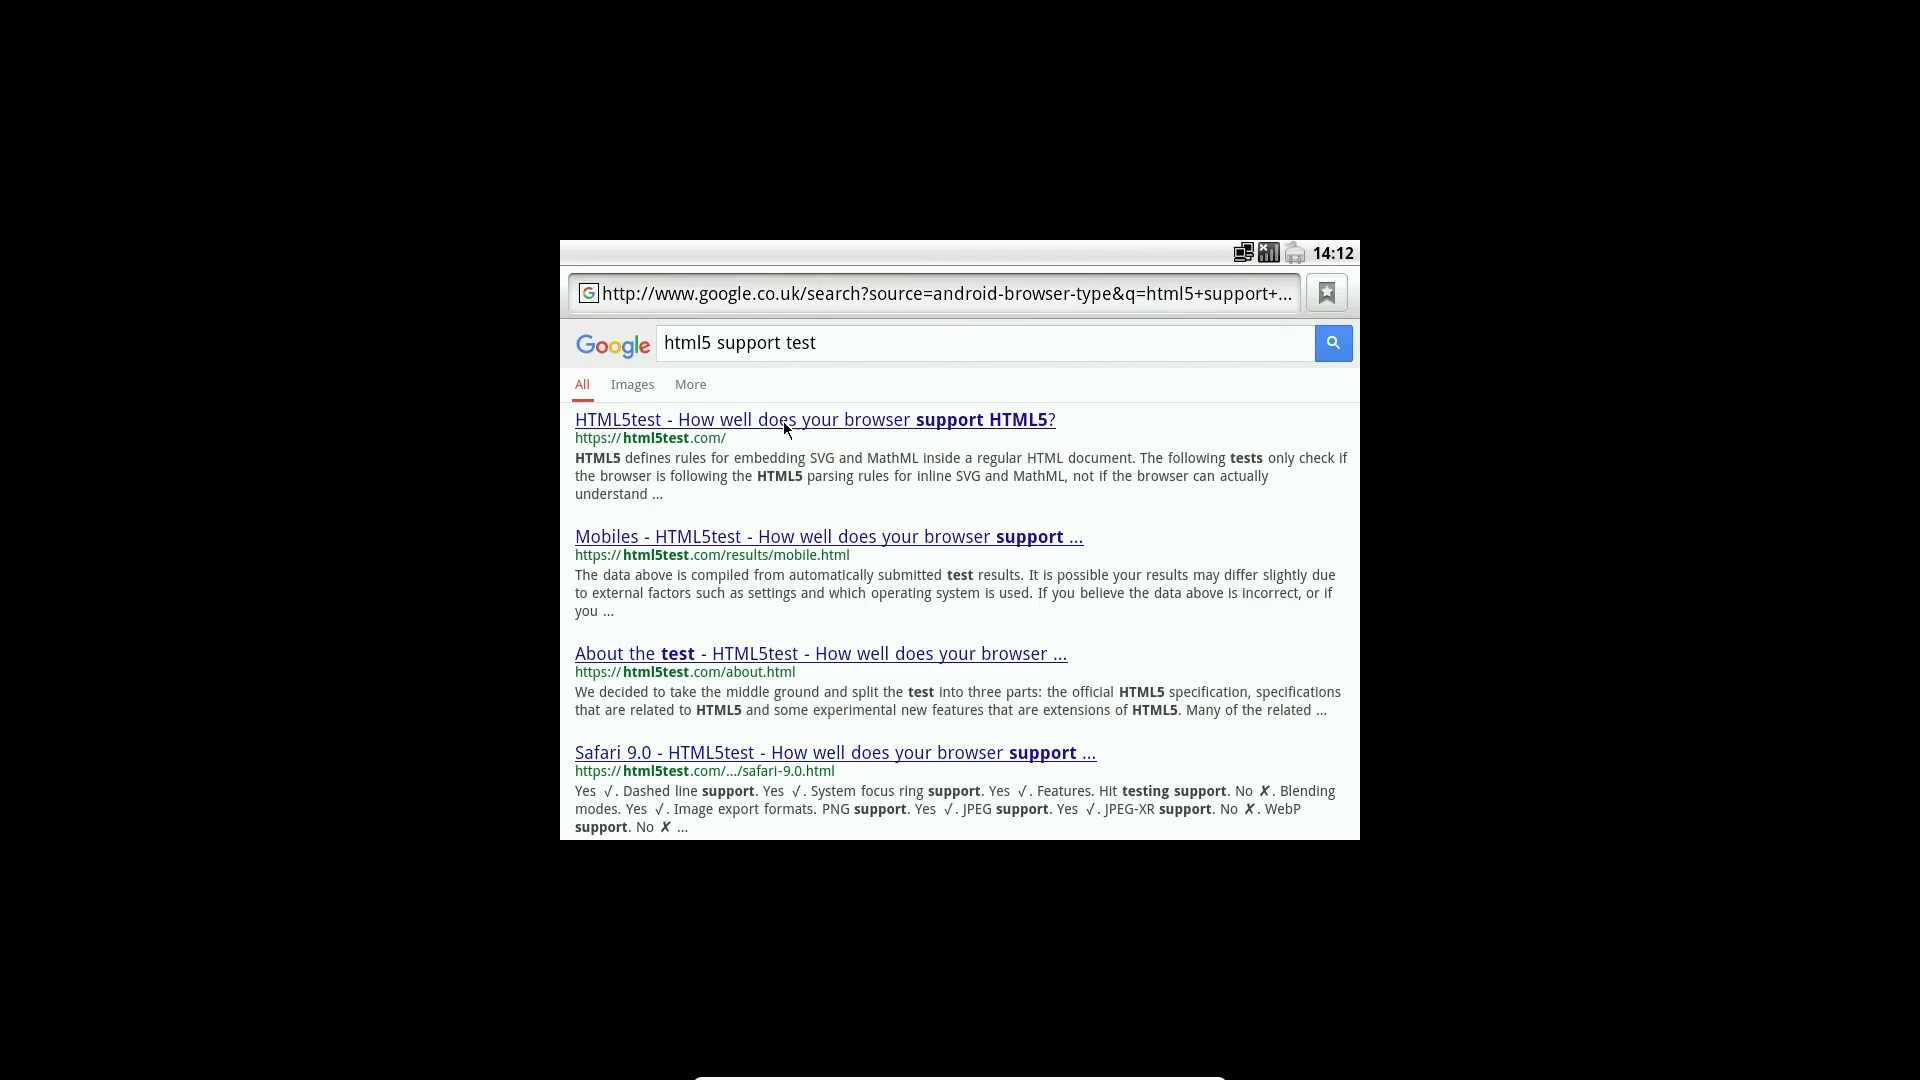 14:12
http://www.google.co.uk/search?source=android-browser-type&q=html5+support+...
Google html5 support test
All Images More
HTML5test - How well does your browser support HTML5?
https://html5test.com/
HTML5 defines rules for embedding SVG and MathML inside a regular HTML document. The following tests only check if
the browser is following the HTML5 parsing rules for inline SVG and MathML, not if the browser can actually
understand ...
Mobiles - HTML5test - How well does your browser support ...
https://html5test.com/results/mobile.html
The data above is compiled from automatically submitted test results. It is possible your results may differ slightly due
to external factors such as settings and which operating system is used. If you believe the data above is incorrect, or if
you ...
About the test - HTML5test - How well does your browser ...
https://html5test.com/about.html
We decided to take the middle ground and split the test into three parts: the official HTML5 specification, specifications
that are related to HTML5 and some experimental new features that are extensions of HTML5. Many of the related ...
Safari 9.0 - HTML5test - How well does your browser support ...
https://html5test.com/.../safari-9.0.html
Yes √. Dashed line support. Yes √. System focus ring support. Yes √. Features. Hit testing support. No ✘. Blending
modes. Yes √. Image export formats. PNG support. Yes √. JPEG support. Yes √. JPEG-XR support. No ✘. WebP
support. No ✘ ...